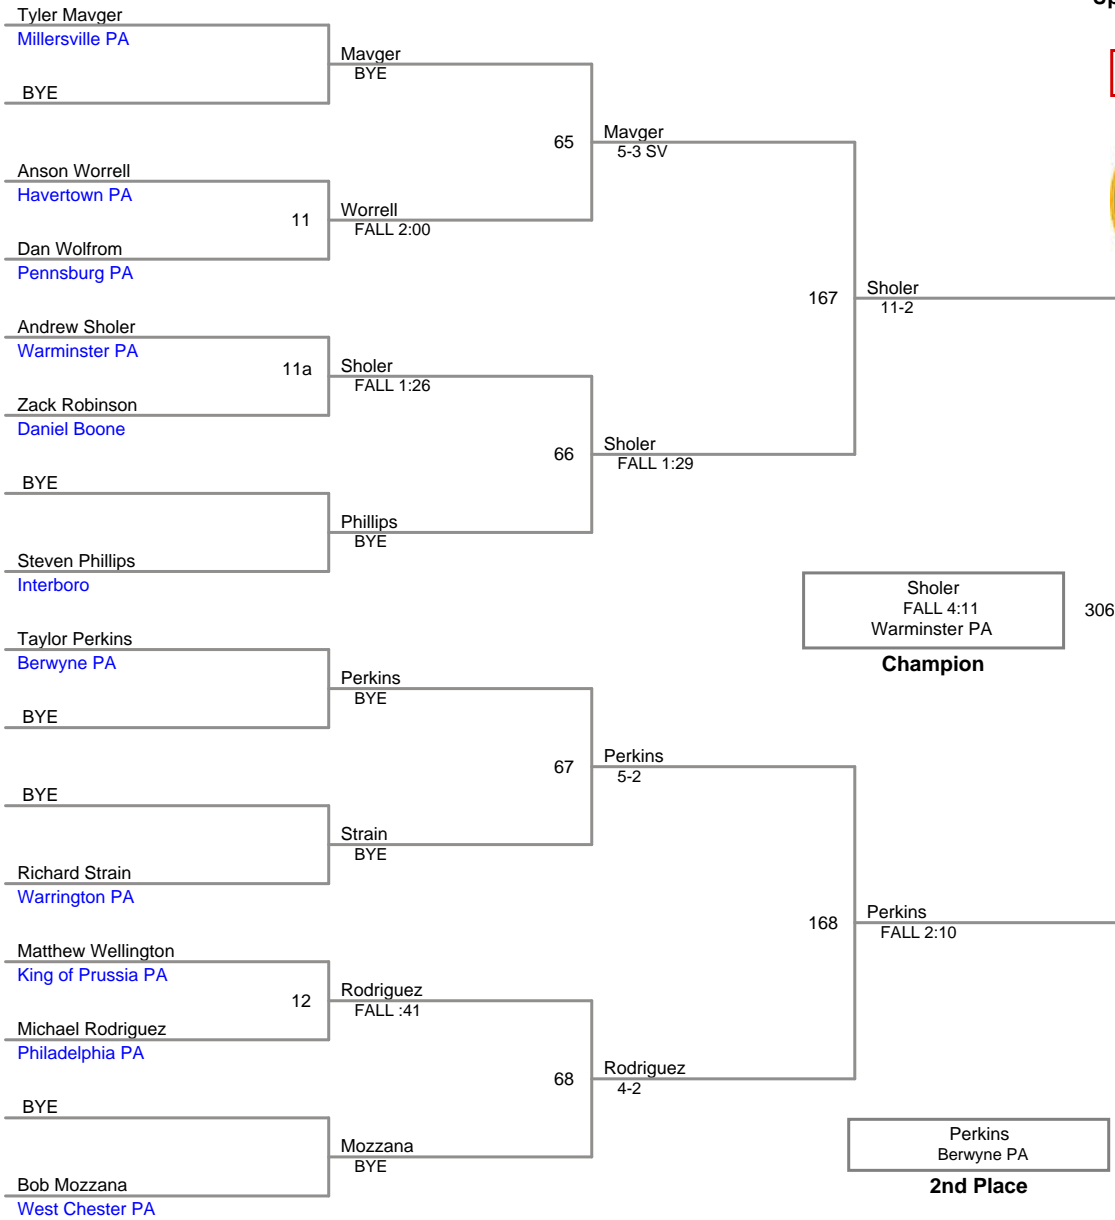 Tyler Mavger
Millersville PA
Mavger
BYE
BYE
65
Mavger
5-3 SV
Anson Worrell
Havertown PA
11
Worrell
FALL 2:00
Dan Wolfrom
Pennsburg PA
167
Sholer
11-2
Andrew Sholer
Warminster PA
11a
Sholer
FALL 1:26
Zack Robinson
Daniel Boone
66
Sholer
FALL 1:29
BYE
Phillips
BYE
Steven Phillips
Interboro
Sholer
FALL 4:11
Warminster PA
306
Champion
Taylor Perkins
Berwyne PA
Perkins
BYE
BYE
67
Perkins
5-2
BYE
Strain
BYE
Richard Strain
Warrington PA
168
Perkins
FALL 2:10
Matthew Wellington
King of Prussia PA
12
Rodriguez
FALL :41
Michael Rodriguez
Philadelphia PA
68
Rodriguez
4-2
BYE
Mozzana
BYE
Bob Mozzana
West Chester PA
Perkins
Berwyne PA
2nd Place